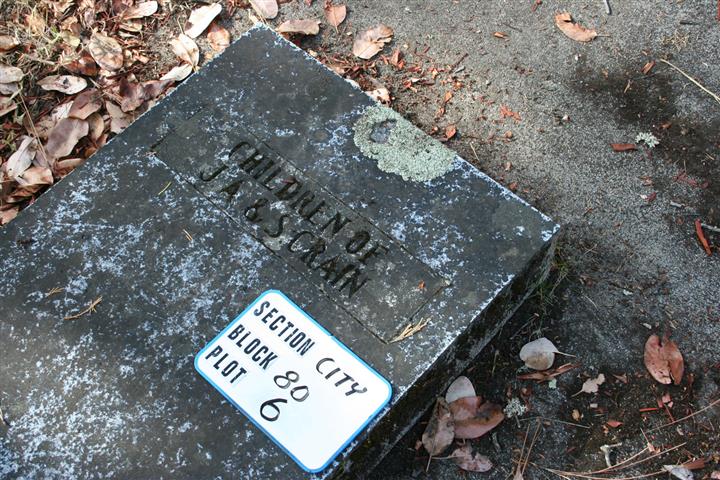 CHILDREN OF
J A & S CRAIN
SECTION CITY
BLOCK 80
PLOT 6